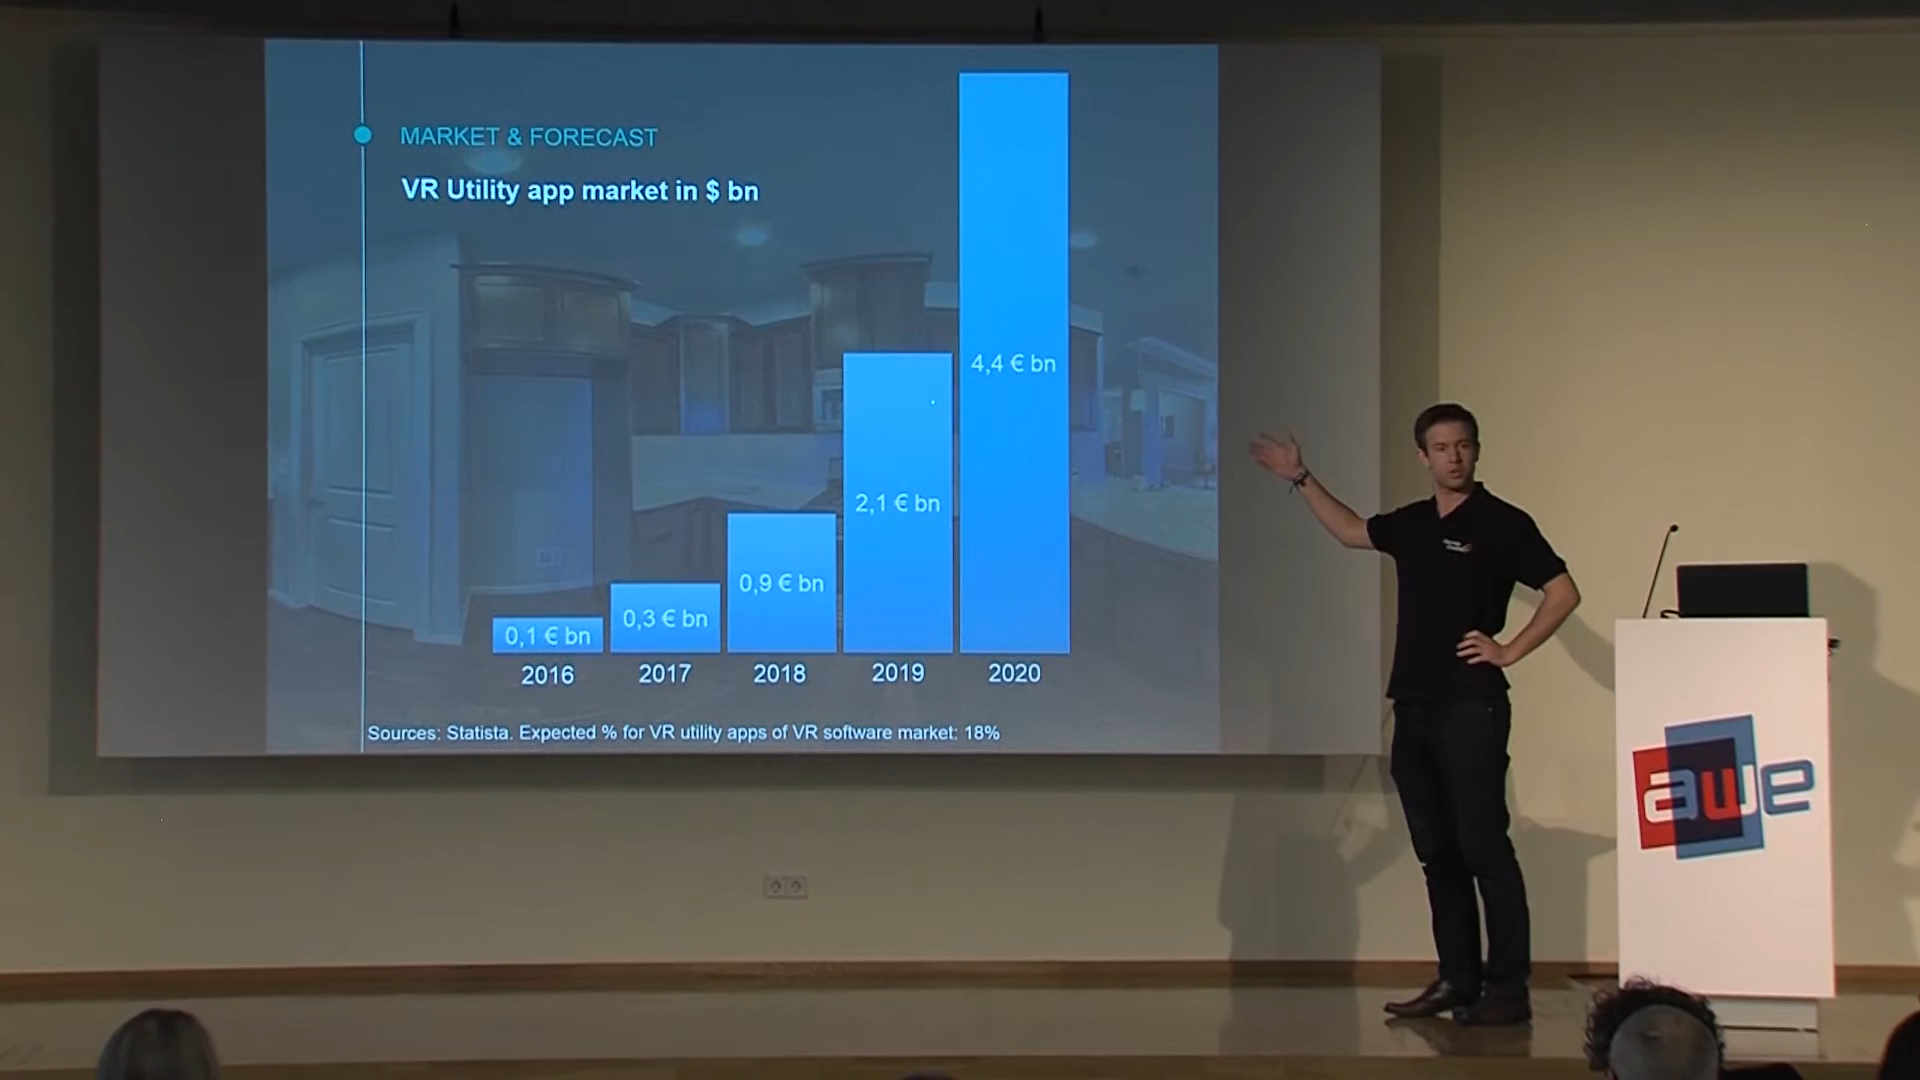 MARKET & FORECAST
VR Utility app market in $ bn
4,4 € bn
2,1 € bn
0,9 € bn
0,3 € bn
0,1 € bn
2016 2017 2018 2019 2020
Sources: Statista. Expected % for VR utility apps of VR software market: 18%
awe